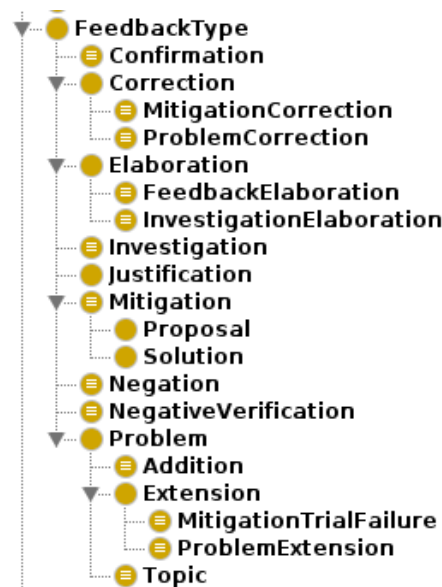 FeedbackType
Confirmation
Correction
MitigationCorrection
ProblemCorrection
Elaboration
FeedbackElaboration
InvestigationElaboration
Investigation
Justification
Mitigation
Proposal
Solution
Negation
NegativeVerification
Problem
Addition
Extension
MitigationTrialFailure
ProblemExtension
Topic